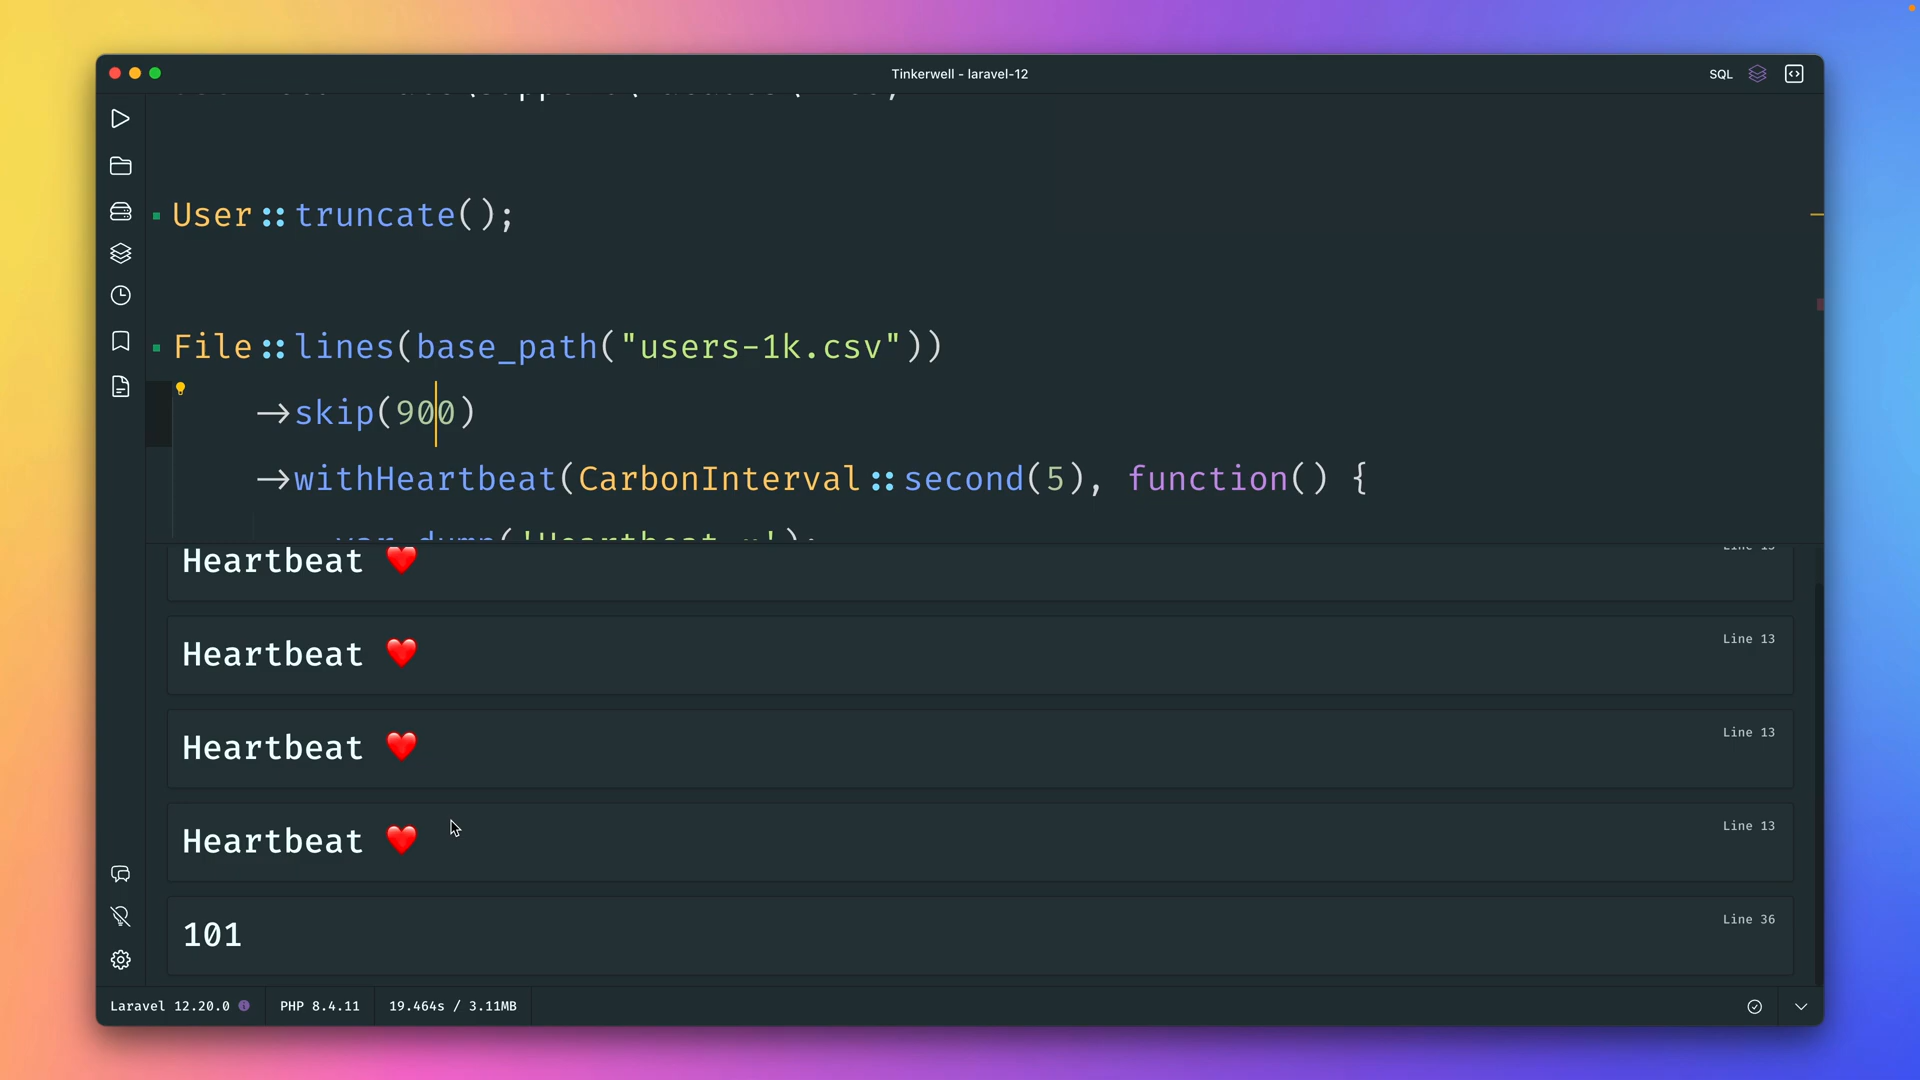 Tinkerwell - laravel-12
SQL
User::truncate();
File::lines(base_path("users-1k.csv"))
->skip(900)
->withHeartbeat(CarbonInterval::second(5), function() {
Heartbeat ❤️
Line 13
Heartbeat ❤️
Line 13
Heartbeat ❤️
Line 13
Heartbeat ❤️
Line 13
101
Line 36
Laravel 12.20.0
PHP 8.4.11
19.464s / 3.11MB